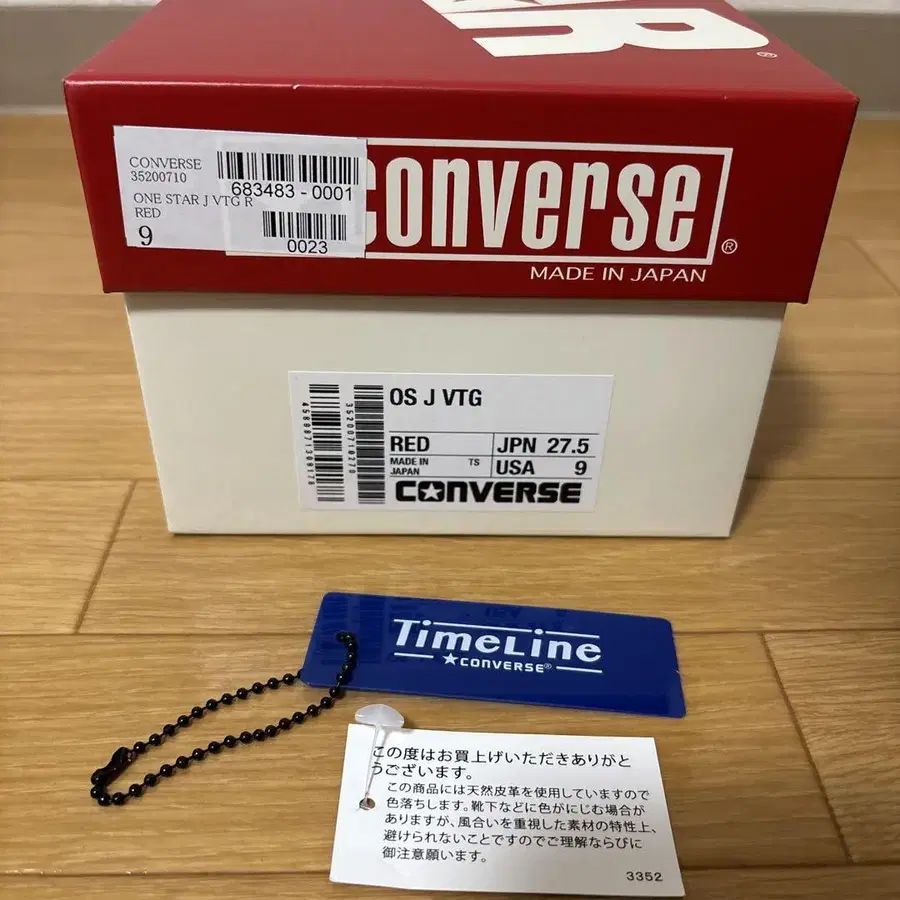 R®
CONVERSE
35200710
ONE STAR J VTG R
RED
9
683483-0001
0023
converse®
MADE IN JAPAN
OS J VTG
RED
JPN 27.5
MADE IN
JAPAN
TS
USA 9
CONVERSE
35200710270
TimeLine
CONVERSE®
この度はお買上げいただきありがと
うございます。
この商品には天然皮革を使用していますので
色落ちします。靴下などに色がにじむ場合が
ありますが、風合いを重視した素材の特性上、
避けられないことですのでご理解ならびに
御注意願います。
3352